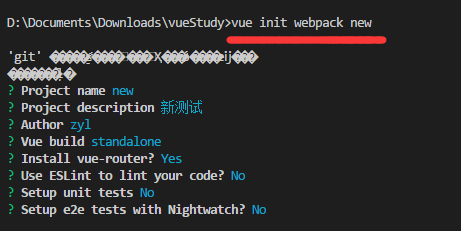 D:\Documents\Downloads\vueStudy>vue init webpack new
'git'
? Project name new
? Project description 新测试
? Author zyl
? Vue build standalone
? Install vue-router? Yes
? Use ESLint to lint your code? No
? Setup unit tests No
? Setup e2e tests with Nightwatch? No